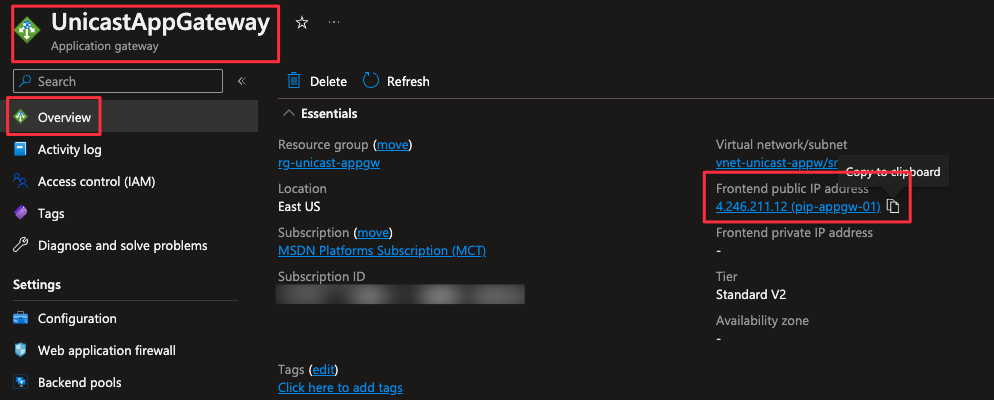 UnicastAppGateway
Application gateway
Search
Overview
Activity log
Access control (IAM)
Tags
Diagnose and solve problems
Settings
Configuration
Web application firewall
Backend pools
Delete Refresh
Essentials
Resource group (move)
rg-unicast-appgw
Location
East US
Subscription (move)
MSDN Platforms Subscription (MCT)
Subscription ID
Tags (edit)
Click here to add tags
Virtual network/subnet
vnet-unicast-appw/
Copy to clipboard
Frontend public IP address
4.246.211.12 (pip-appgw-01)
Frontend private IP address
-
Tier
Standard V2
Availability zone
-